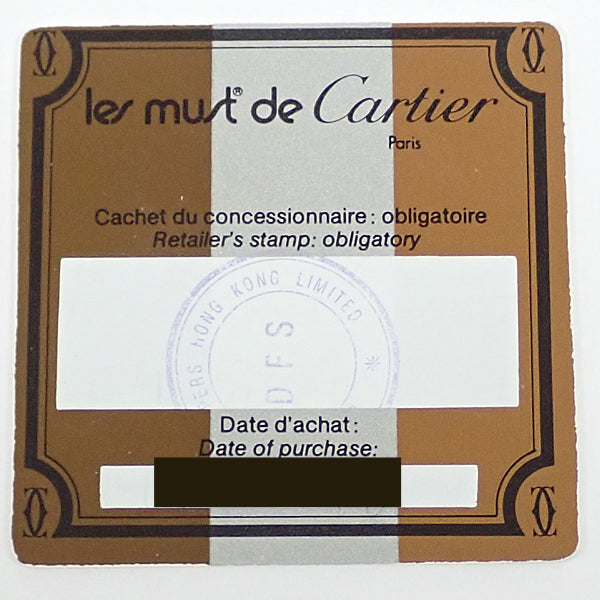 les must® de Cartier
Paris
Cachet du concessionnaire : obligatoire
Retailer's stamp: obligatory
HONG KONG LIMITED
DFS
Date d'achat :
Date of purchase: